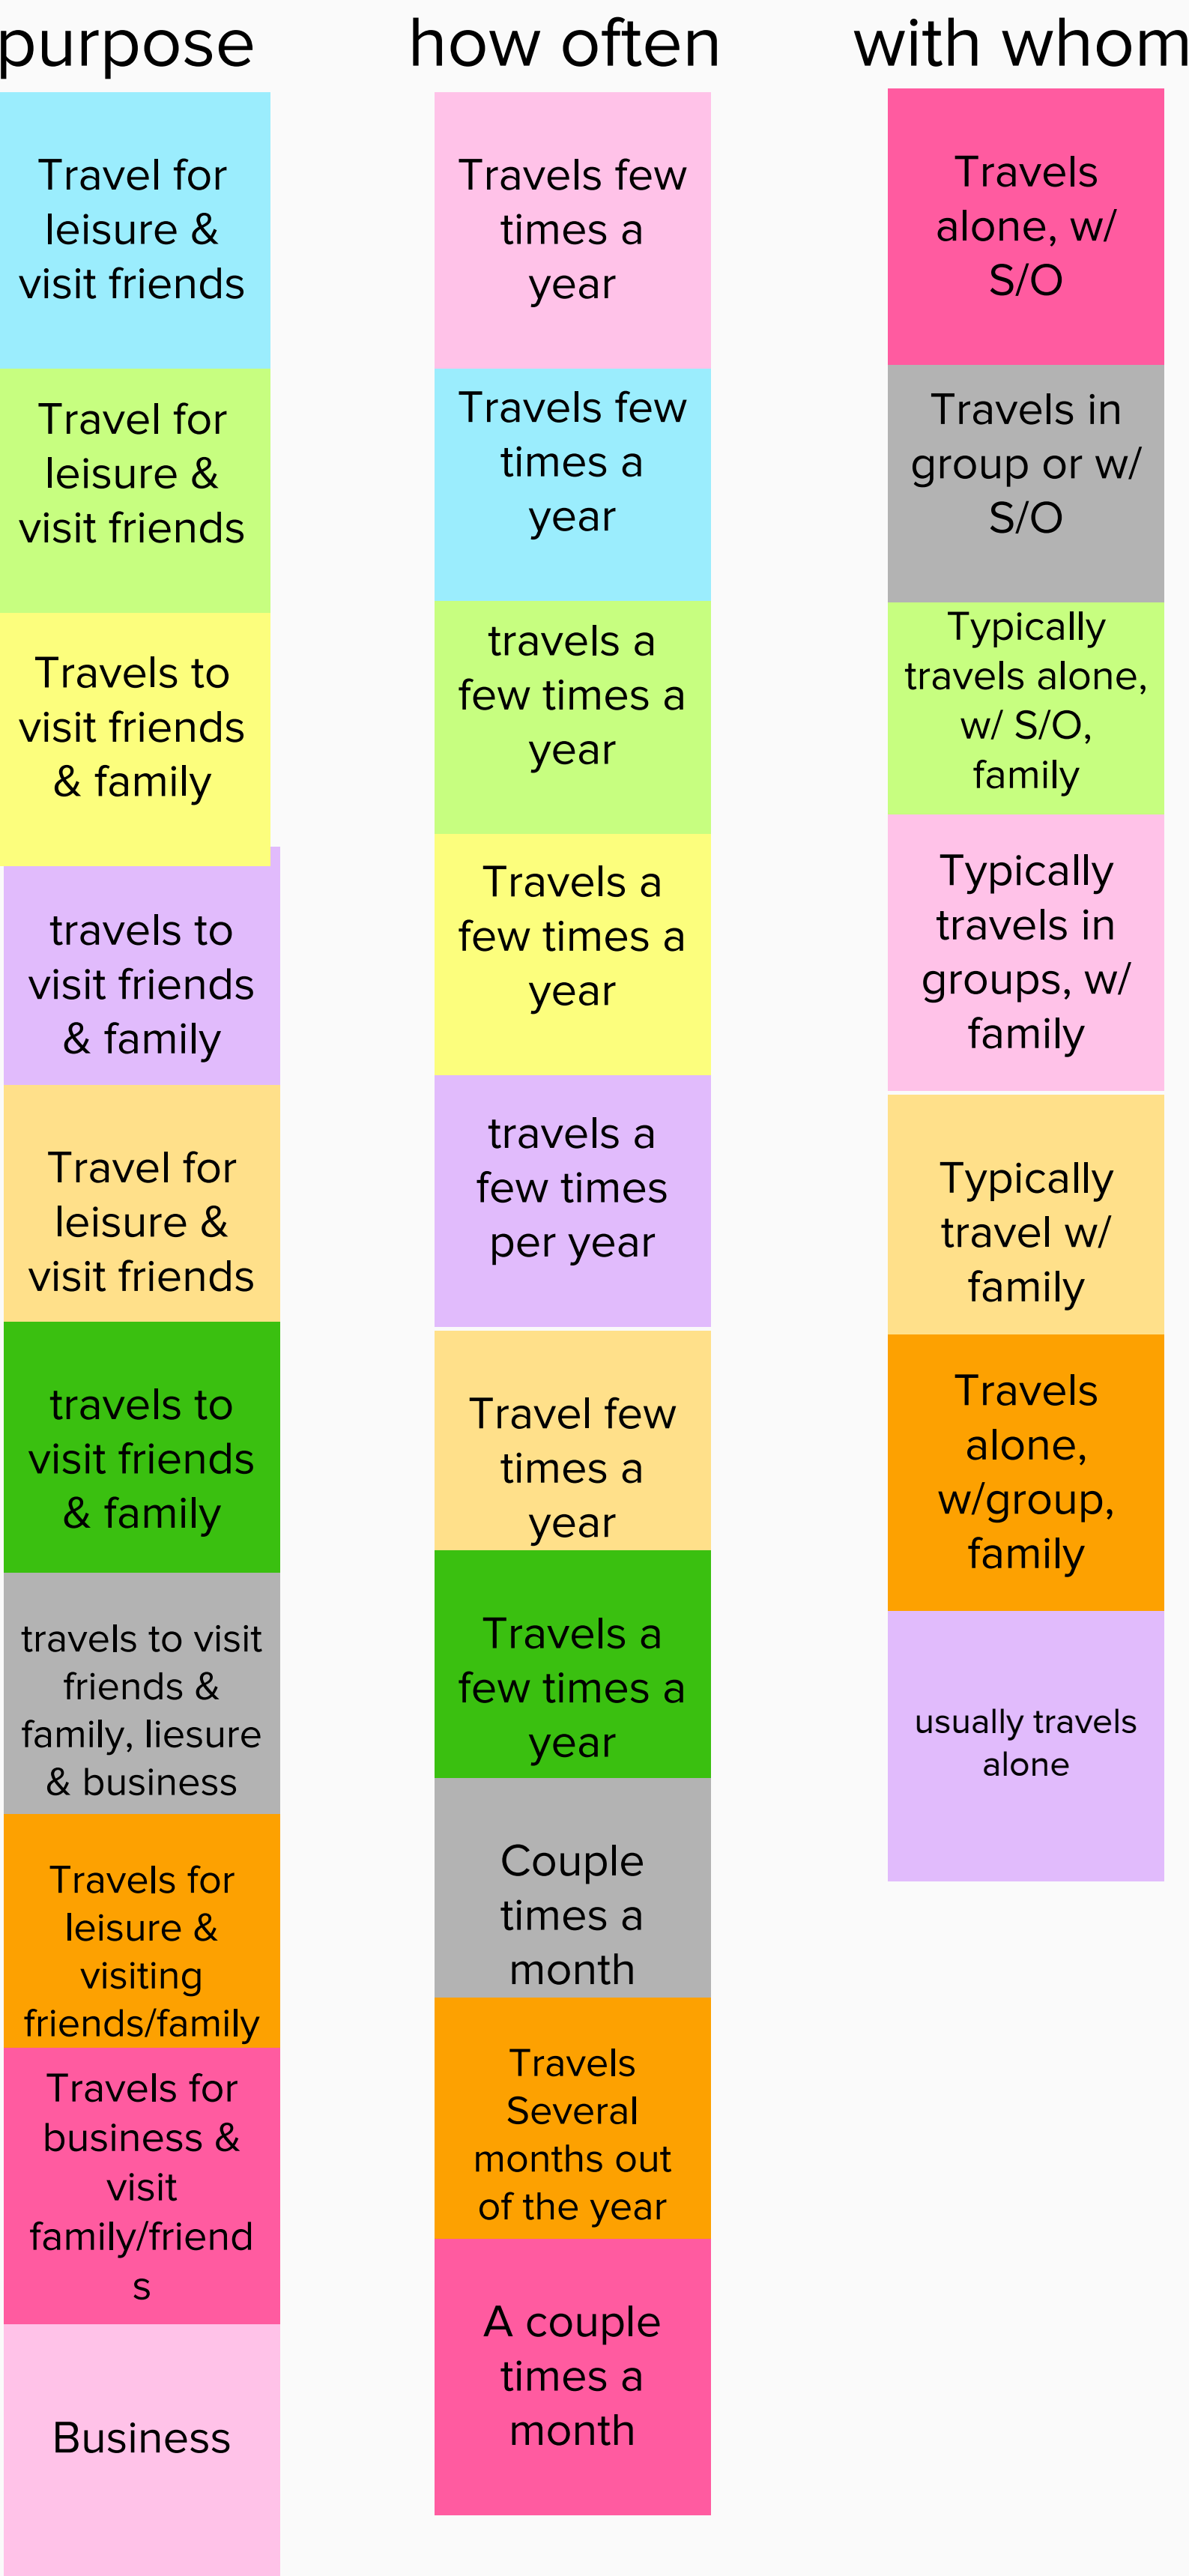 purpose
Travel for
leisure &
visit friends
Travel for
leisure &
visit friends
Travels to
visit friends
& family
travels to
visit friends
& family
Travel for
leisure &
visit friends
travels to
visit friends
& family
travels to visit
friends &
family, liesure
& business
Travels for
leisure &
visiting
friends/family
Travels for
business &
visit
family/friend
s
Business
how often
Travels few
times a
year
Travels few
times a
year
travels a
few times a
year
Travels a
few times a
year
travels a
few times
per year
Travel few
times a
year
Travels a
few times a
year
Couple
times a
month
Travels
Several
months out
of the year
A couple
times a
month
with whom
Travels
alone, w/
S/O
Travels in
group or w/
S/O
Typically
travels alone,
w/ S/O,
family
Typically
travels in
groups, w/
family
Typically
travel w/
family
Travels
alone,
w/group,
family
usually travels
alone